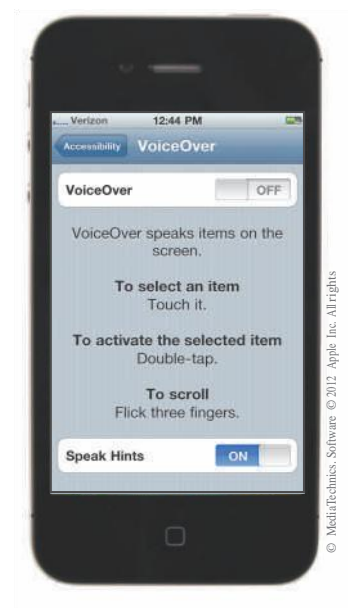 Verizon 12:44 PM
Accessibility VoiceOver
VoiceOver OFF
VoiceOver speaks items on the
screen.
To select an item
Touch it.
To activate the selected item
Double-tap.
To scroll
Flick three fingers.
Speak Hints ON
© MediaTechnics. Software © 2012 Apple Inc. All rights